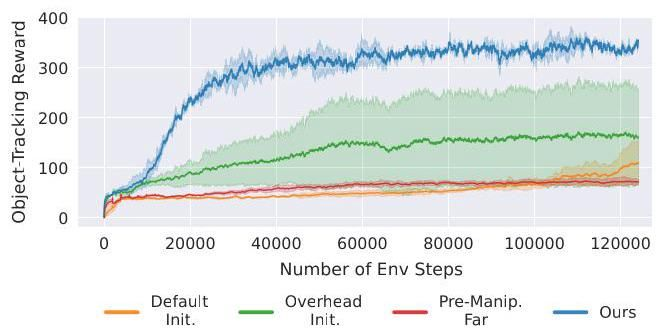 400
300
200
100
0
Object-Tracking Reward
0 20000 40000 60000 80000 100000 120000
Number of Env Steps
Default Init.
Overhead Init.
Pre-Manip. Far
Ours